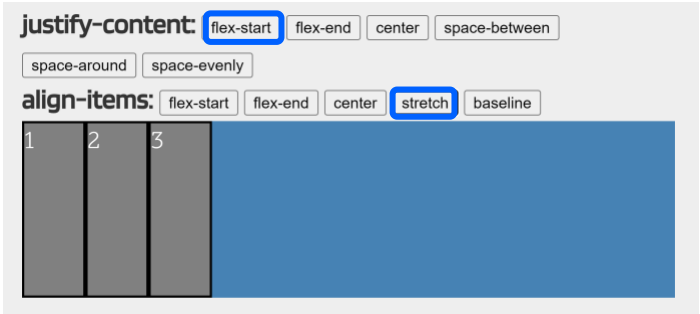 justify-content: flex-start flex-end center space-between
space-around space-evenly
align-items: flex-start flex-end center stretch baseline
1 2 3